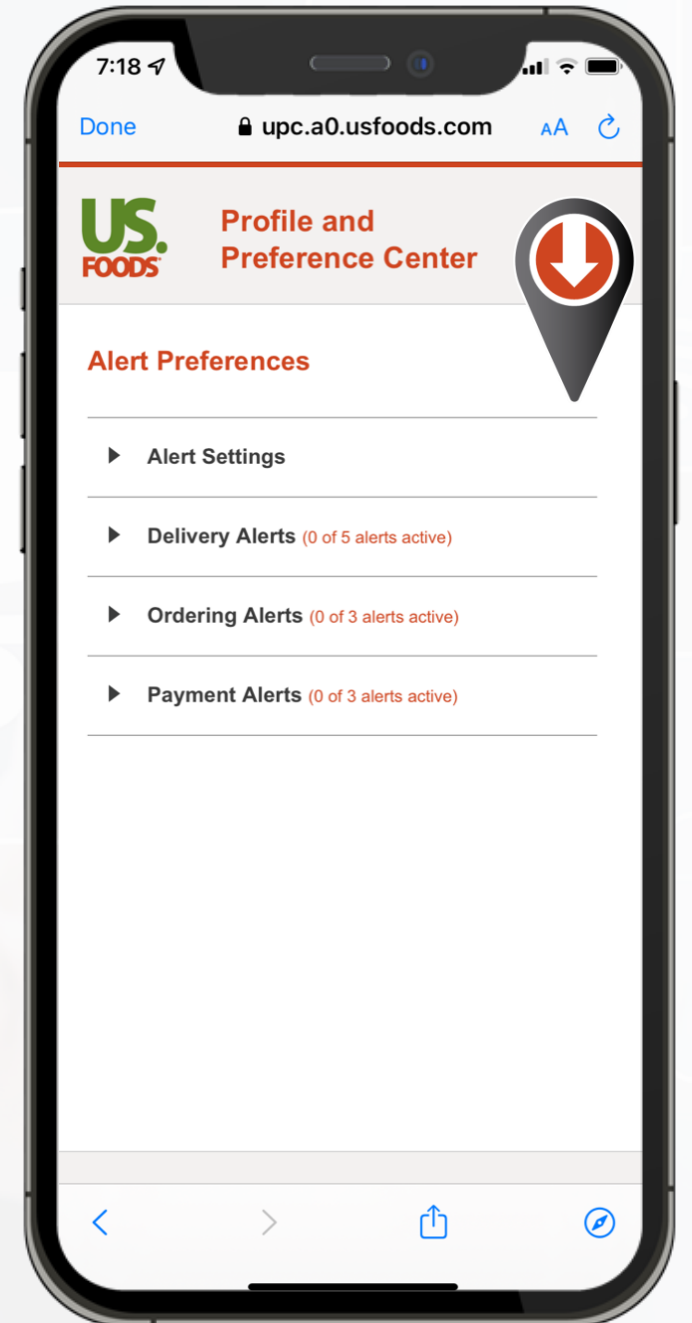 7:18
Done
upc.a0.usfoods.com
AA
US.
FOODS
Profile and
Preference Center
Alert Preferences
Alert Settings
Delivery Alerts (0 of 5 alerts active)
Ordering Alerts (0 of 3 alerts active)
Payment Alerts (0 of 3 alerts active)